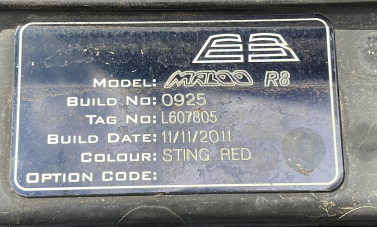 E3
MODEL: MALOO R8
BUILD NO: 0925
TAG NO: L607805
BUILD DATE: 11/11/2011
COLOUR: STING RED
OPTION CODE: